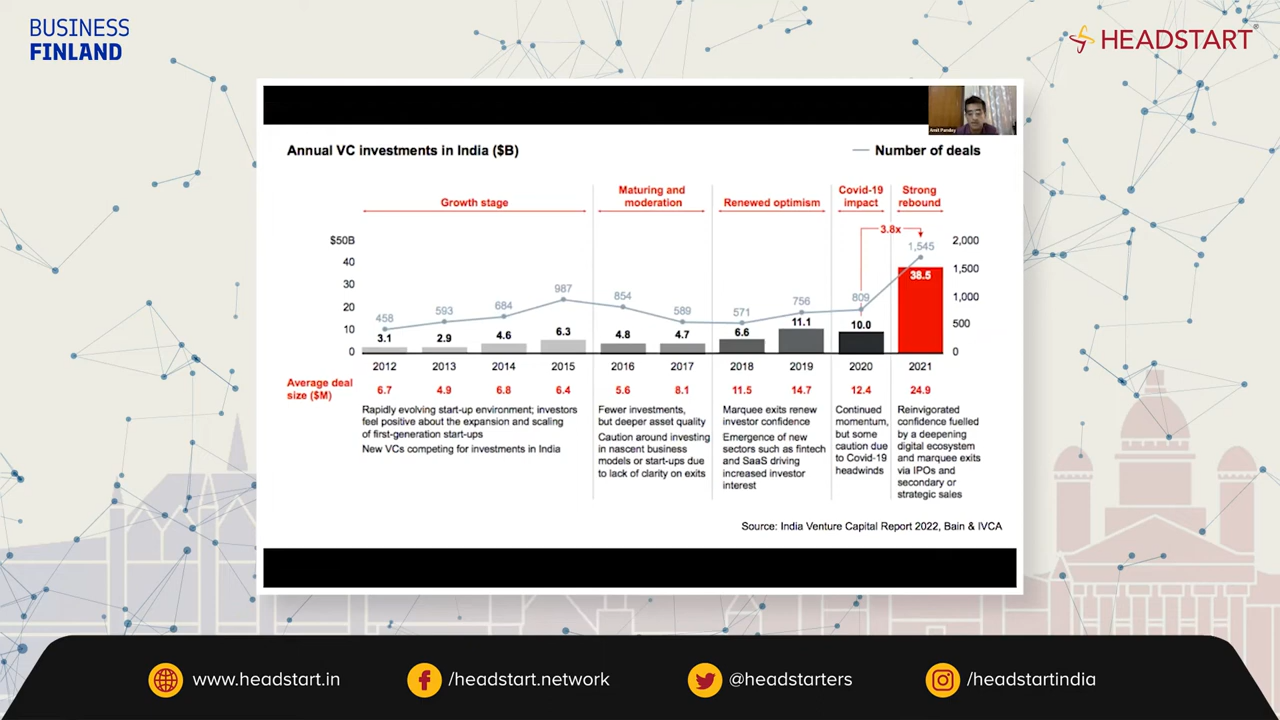 BUSINESS
FINLAND
HEADSTART
Amit Pandey
Annual VC investments in India ($B)
Number of deals
Growth stage
Maturing and
moderation
Renewed optimism
Covid-19
impact
Strong
rebound
3.8x
$50B
40
30
20
10
0
2,000
1,500
1,000
500
0
458
593
684
987
854
589
571
756
809
1,545
3.1
2.9
4.6
6.3
4.8
4.7
6.6
11.1
10.0
38.5
2012 2013 2014 2015 2016 2017 2018 2019 2020 2021
Average deal
size ($M)
6.7 4.9 6.8 6.4 5.6 8.1 11.5 14.7 12.4 24.9
Rapidly evolving start-up environment; investors
feel positive about the expansion and scaling
of first-generation start-ups
New VCs competing for investments in India
Fewer investments,
but deeper asset quality
Caution around investing
in nascent business
models or start-ups due
to lack of clarity on exits
Marquee exits renew
investor confidence
Emergence of new
sectors such as fintech
and SaaS driving
increased investor
interest
Continued
momentum,
but some
caution due
to Covid-19
headwinds
Reinvigorated
confidence fuelled
by a deepening
digital ecosystem
and marquee exits
via IPOs and
secondary or
strategic sales
Source: India Venture Capital Report 2022, Bain & IVCA
www.headstart.in
/headstart.network
@headstarters
/headstartindia